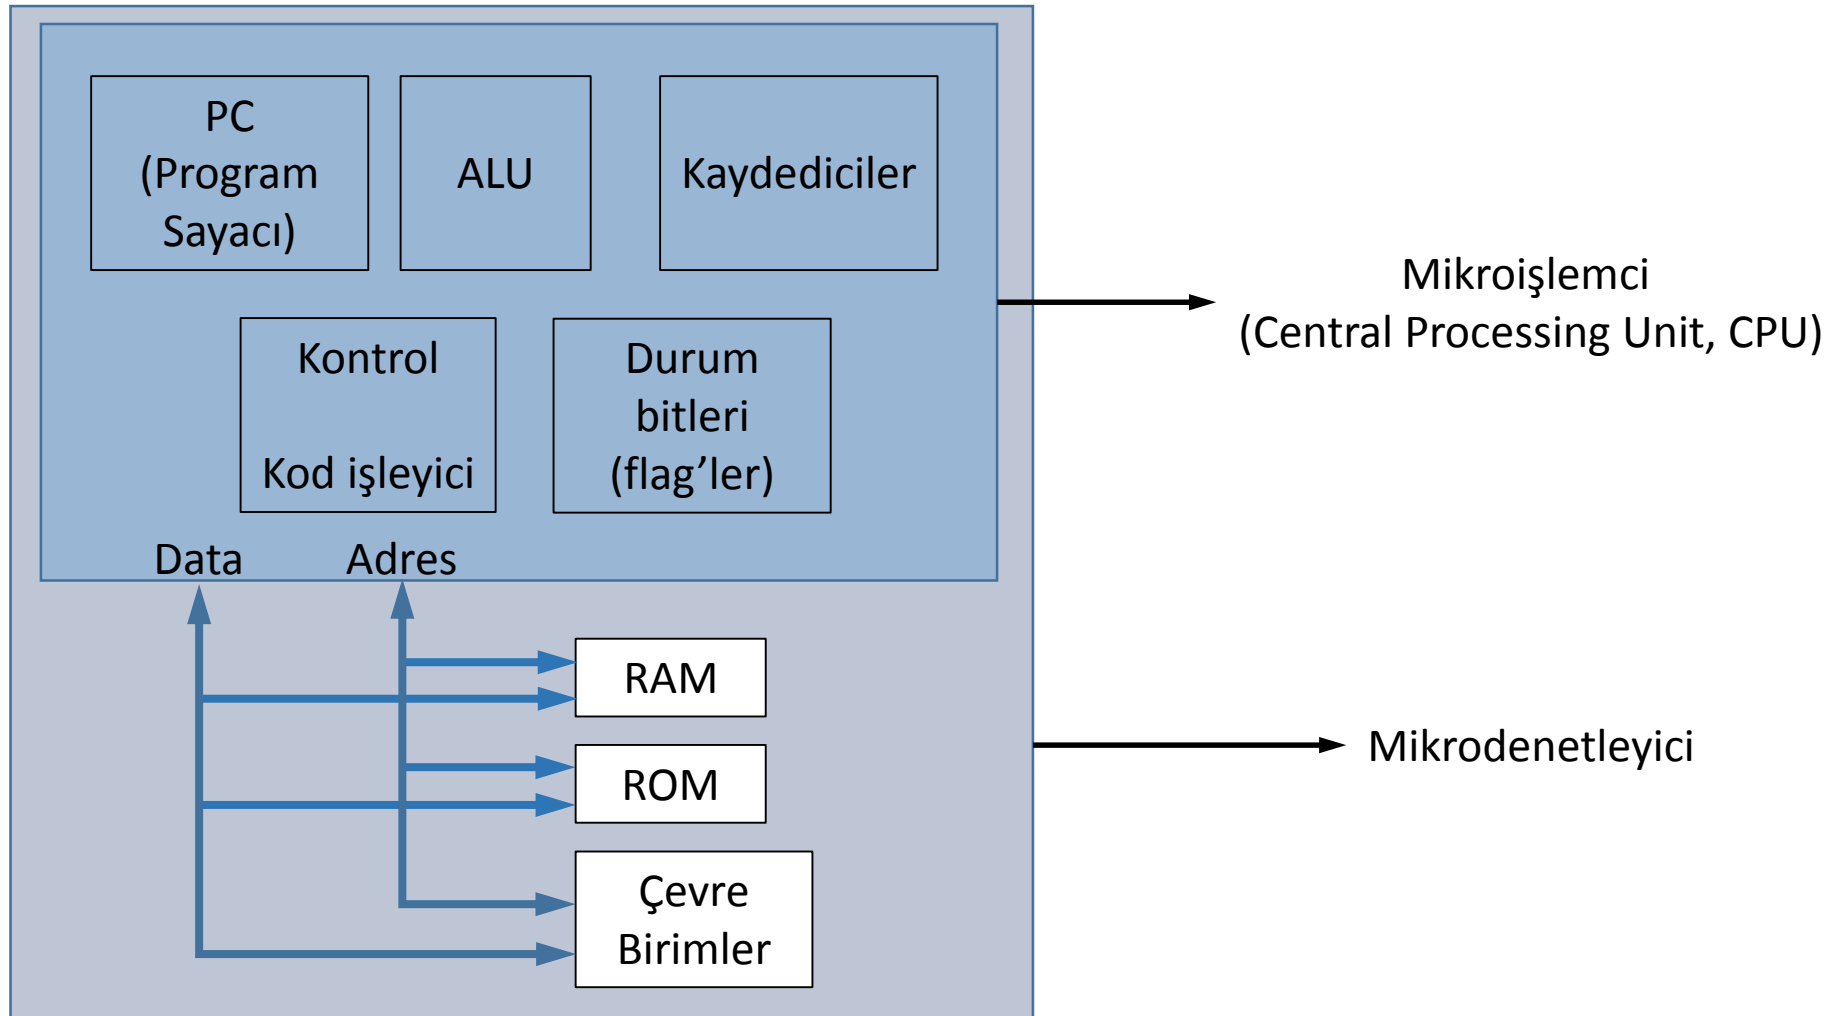 PC
(Program
Sayacı)
ALU
Kaydediciler
Kontrol
Kod işleyici
Durum
bitleri
(flag’ler)
Data
Adres
RAM
ROM
Çevre
Birimler
Mikroişlemci
(Central Processing Unit, CPU)
Mikrodenetleyici